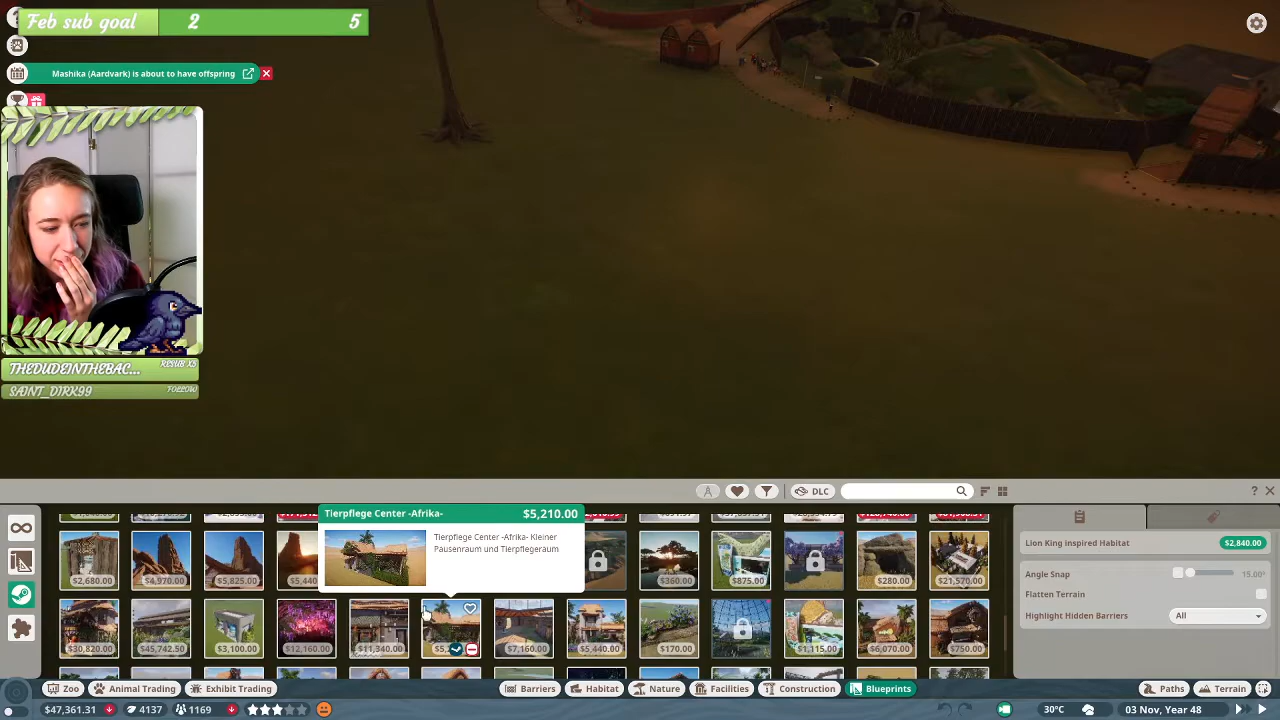 Feb sub goal 2 5
Mashika (Aardvark) is about to have offspring
THEDUDEINTHEBAC... RESUB X3
SAINT_DIRK99 FOLLOW
DLC
Tierpflege Center -Afrika- $5,210.00
Tierpflege Center -Afrika- Kleiner
Pausenraum und Tierpflegeraum
Lion King inspired Habitat $2,840.00
Angle Snap 15.00°
Flatten Terrain
Highlight Hidden Barriers All
$2,680.00 $4,970.00 $5,825.00 $5,440 $360.00 $875.00 $280.00 $21,570.00
$30,820.00 $45,742.50 $3,100.00 $12,160.00 $11,340.00 $7,160.00 $5,440.00 $170.00 $1,115.00 $6,070.00 $750.00
Zoo Animal Trading Exhibit Trading Barriers Habitat Nature Facilities Construction Blueprints Paths Terrain
$47,361.31 4137 1169 30°C 03 Nov, Year 48